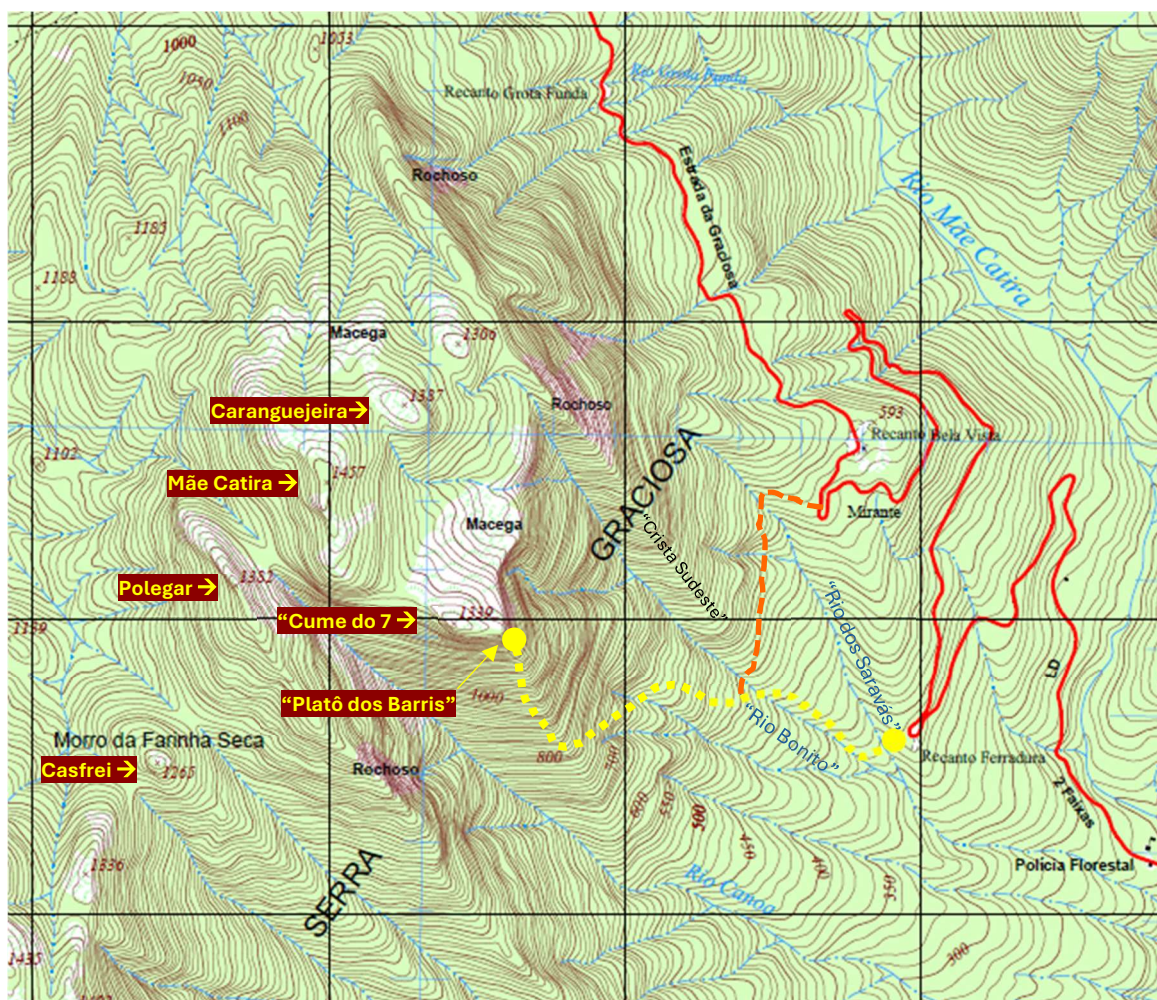 1000
1053
1050
1100
Recanto Grota Funda
Rio Grota Funda
Rochoso
Estrada da Graciosa
Rio Mãe Catira
1185
1183
Macega
1306
Caranguejeira→
1337
Rochoso
593
Recanto Bela Vista
1102
Mãe Catira →
1457
GRACIOSA
Macega
Mirante
"Crista Sudeste"
Polegar →
1382
"Rio dos Saravás"
"Cume do 7 →
1339
1159
LD
"Platô dos Barris"
1000
"Rio Bonito"
Morro da Farinha Seca
800
700
Recanto Ferradura
Casfrei →
1265
Rochoso
2 Faixas
600
550
500
450
400
350
Polícia Florestal
1336
SERRA
Rio Canoa
300
1435